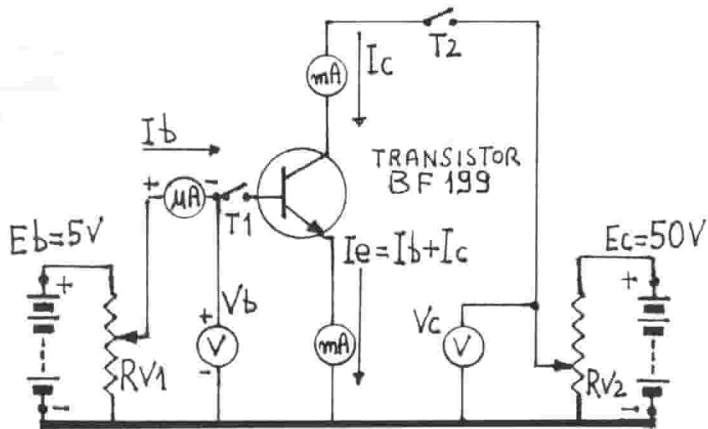 T2
Ic
mA
Ib
TRANSISTOR
BF 199
+ -
µA
T1
Eb=5V
Ie=Ib+Ic
Ec=50V
+
+
+
Vb
Vc
V
mA
V
RV1
RV2
-
-
-